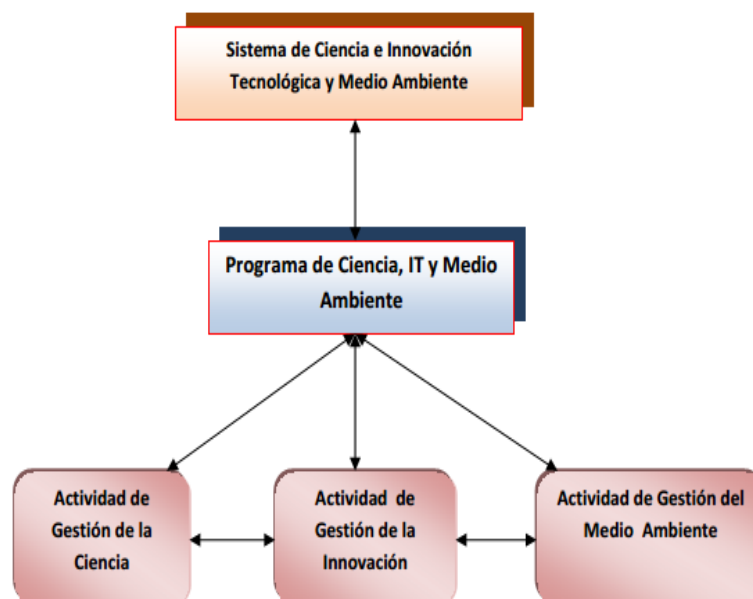 Sistema de Ciencia e Innovación
Tecnológica y Medio Ambiente
Programa de Ciencia, IT y Medio
Ambiente
Actividad de
Gestión de la
Ciencia
Actividad de
Gestión de la
Innovación
Actividad de Gestión del
Medio Ambiente